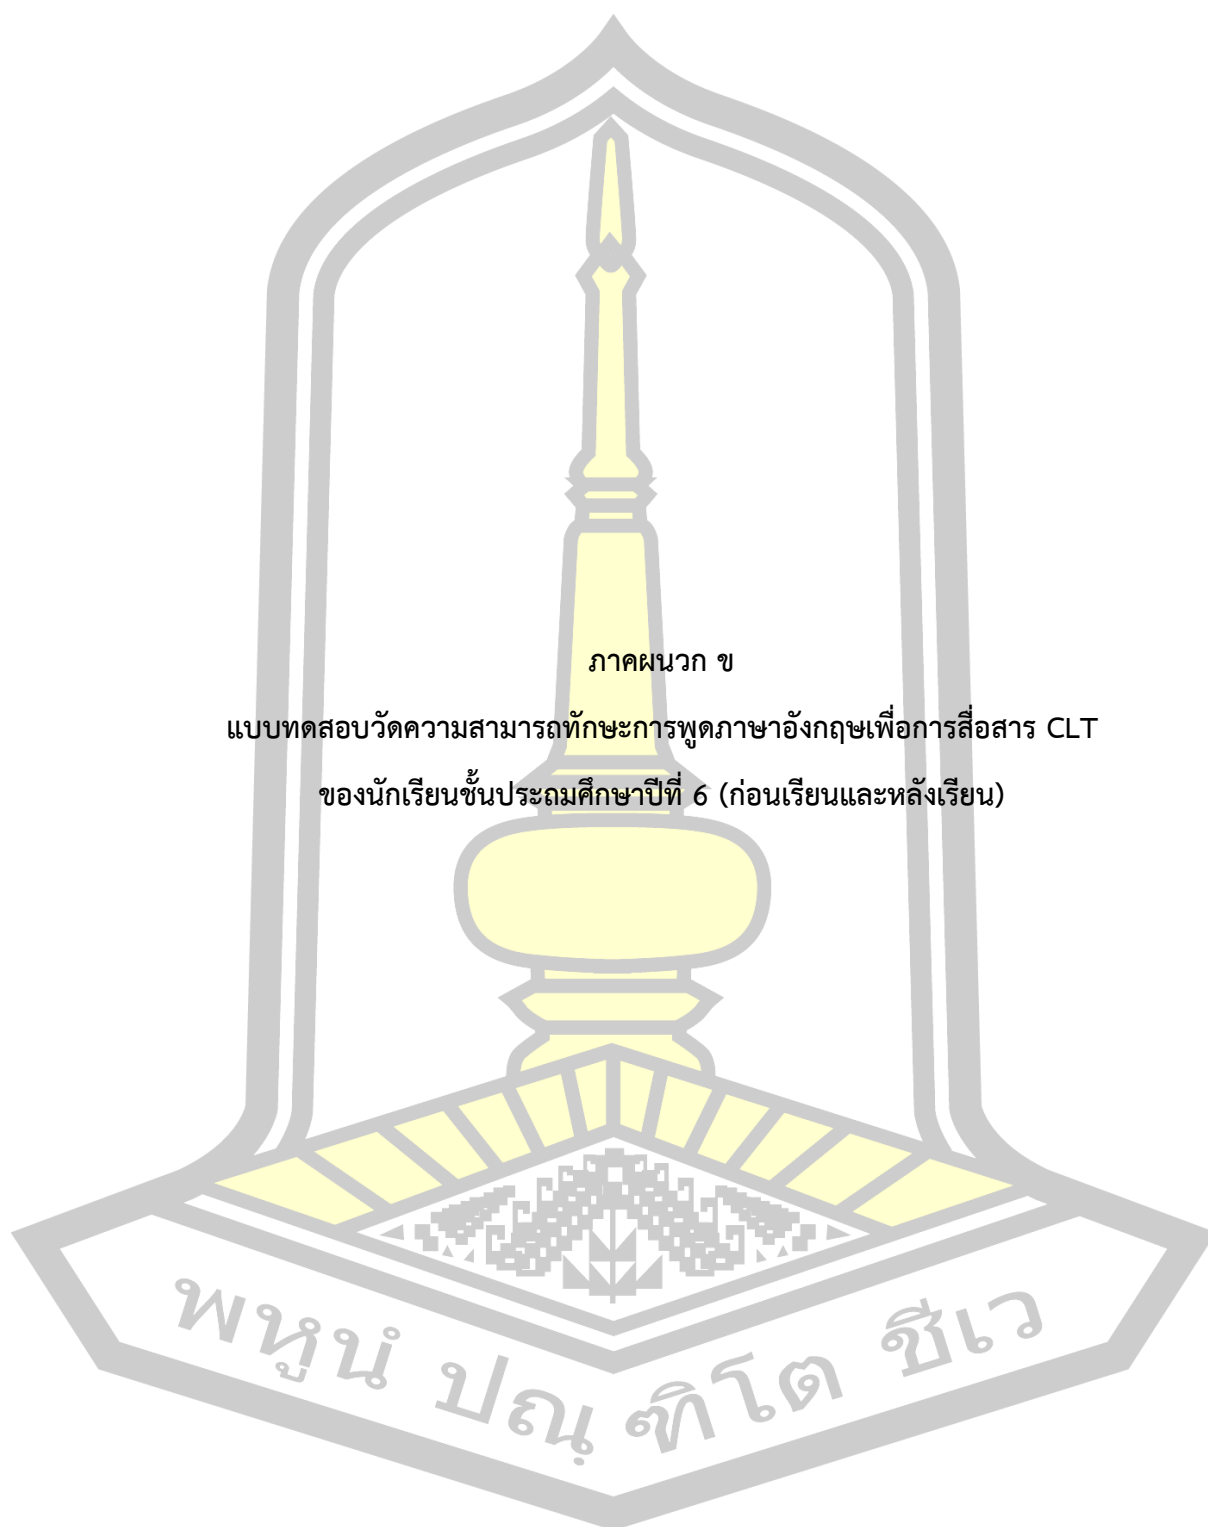 ภาคผนวก ข
แบบทดสอบวัดความสามารถทักษะการพูดภาษาอังกฤษเพื่อการสื่อสาร CLT
ของนักเรียนชั้นประถมศึกษาปีที่ 6 (ก่อนเรียนและหลังเรียน)
พหูนํ ปณฺฑิโต ชีเว